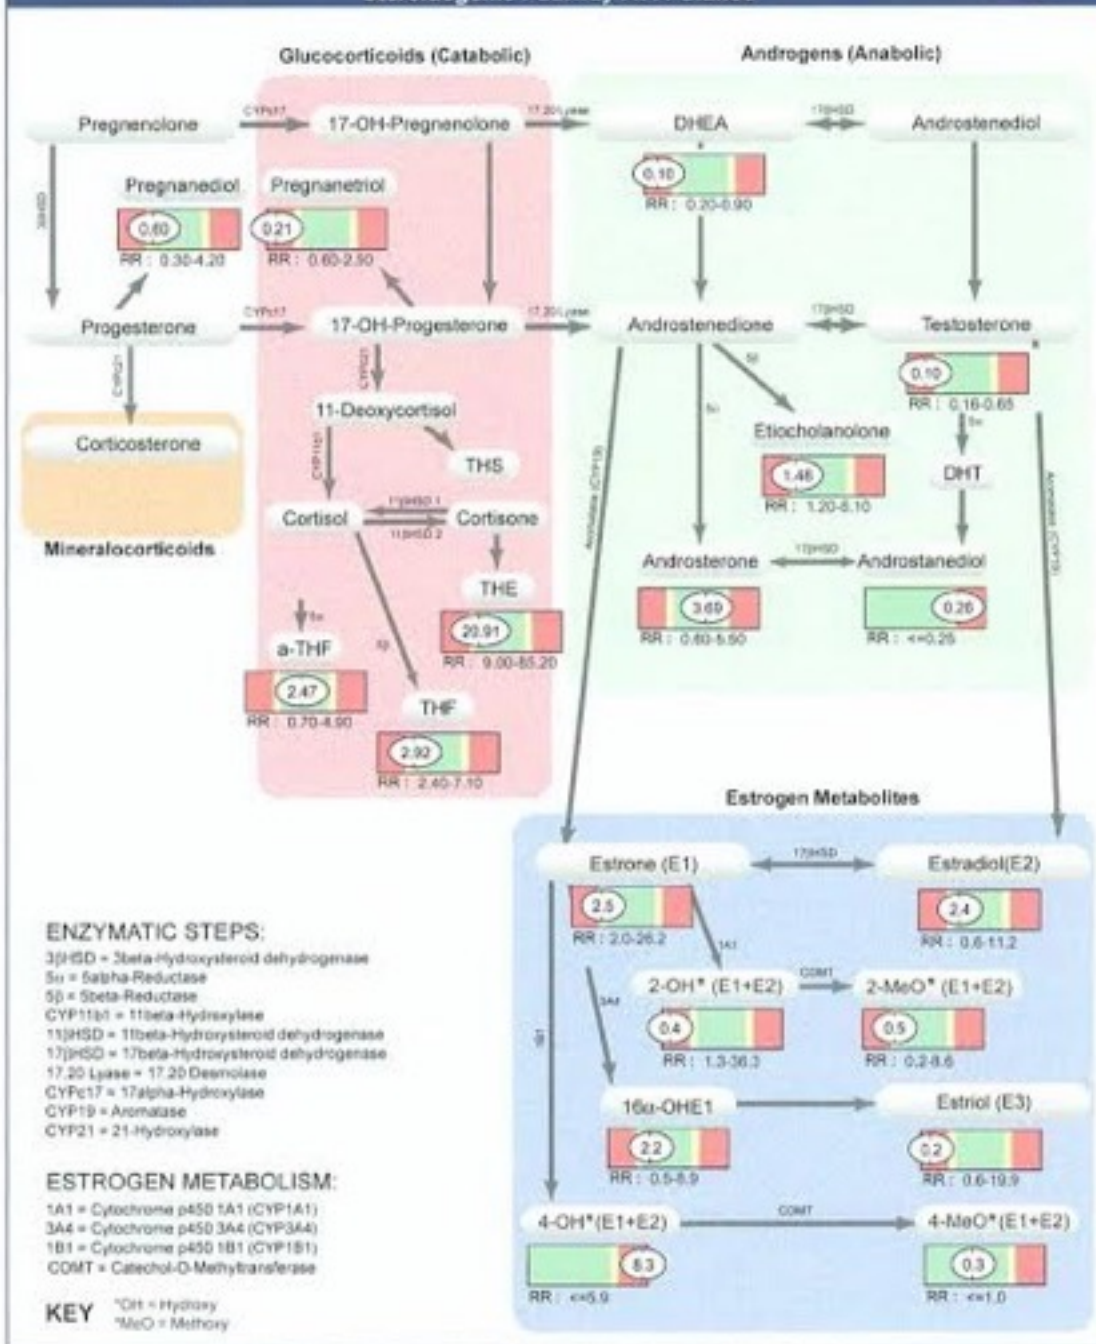 Glucocorticoids (Catabolic)
Androgens (Anabolic)
Pregnenolone
CYPc17
17-OH-Pregnenolone
17,20 Lyase
DHEA
17βHSD
Androstenediol
0.10
RR : 0.20-0.90
3βHSD
Pregnanediol
0.60
RR : 0.30-4.20
Pregnanetriol
0.21
RR : 0.60-2.50
Progesterone
CYPc17
17-OH-Progesterone
17,20 Lyase
Androstenedione
17βHSD
Testosterone
0.10
RR : 0.16-0.65
CYP21
CYP21
5β
5α
5α
11-Deoxycortisol
Etiocholanolone
1.46
RR : 1.20-6.10
DHT
Corticosterone
Mineralocorticoids
CYP11b1
THS
Cortisol
11βHSD 1
11βHSD 2
Cortisone
Aromatase (CYP19)
Aromatase (CYP19)
Androsterone
17βHSD
Androstanediol
3.69
RR : 0.60-5.50
0.26
RR : <=0.25
THE
20.91
RR : 9.00-85.20
5α
a-THF
2.47
RR : 0.70-4.90
5β
THF
2.92
RR : 2.40-7.10
Estrogen Metabolites
Estrone (E1)
17βHSD
Estradiol(E2)
2.5
RR : 2.0-26.2
2.4
RR : 0.6-11.2
1A1
2-OH* (E1+E2)
COMT
2-MeO* (E1+E2)
0.4
RR : 1.3-36.3
0.5
RR : 0.2-8.6
3A4
1B1
16α-OHE1
Estriol (E3)
2.2
RR : 0.5-8.9
0.2
RR : 0.6-19.9
4-OH*(E1+E2)
COMT
4-MeO*(E1+E2)
RR : <=5.9
0.3
RR : <=1.0
ENZYMATIC STEPS:
3βHSD = 3beta-Hydroxysteroid dehydrogenase
5α = 5alpha-Reductase
5β = 5beta-Reductase
CYP11b1 = 11beta-Hydroxylase
11βHSD = 11beta-Hydroxysteroid dehydrogenase
17βHSD = 17beta-Hydroxysteroid dehydrogenase
17,20 Lyase = 17,20 Desmolase
CYPc17 = 17alpha-Hydroxylase
CYP19 = Aromatase
CYP21 = 21-Hydroxylase
ESTROGEN METABOLISM:
1A1 = Cytochrome p450 1A1 (CYP1A1)
3A4 = Cytochrome p450 3A4 (CYP3A4)
1B1 = Cytochrome p450 1B1 (CYP1B1)
COMT = Catechol-O-Methyltransferase
KEY
*OH = Hydroxy
*MeO = Methoxy